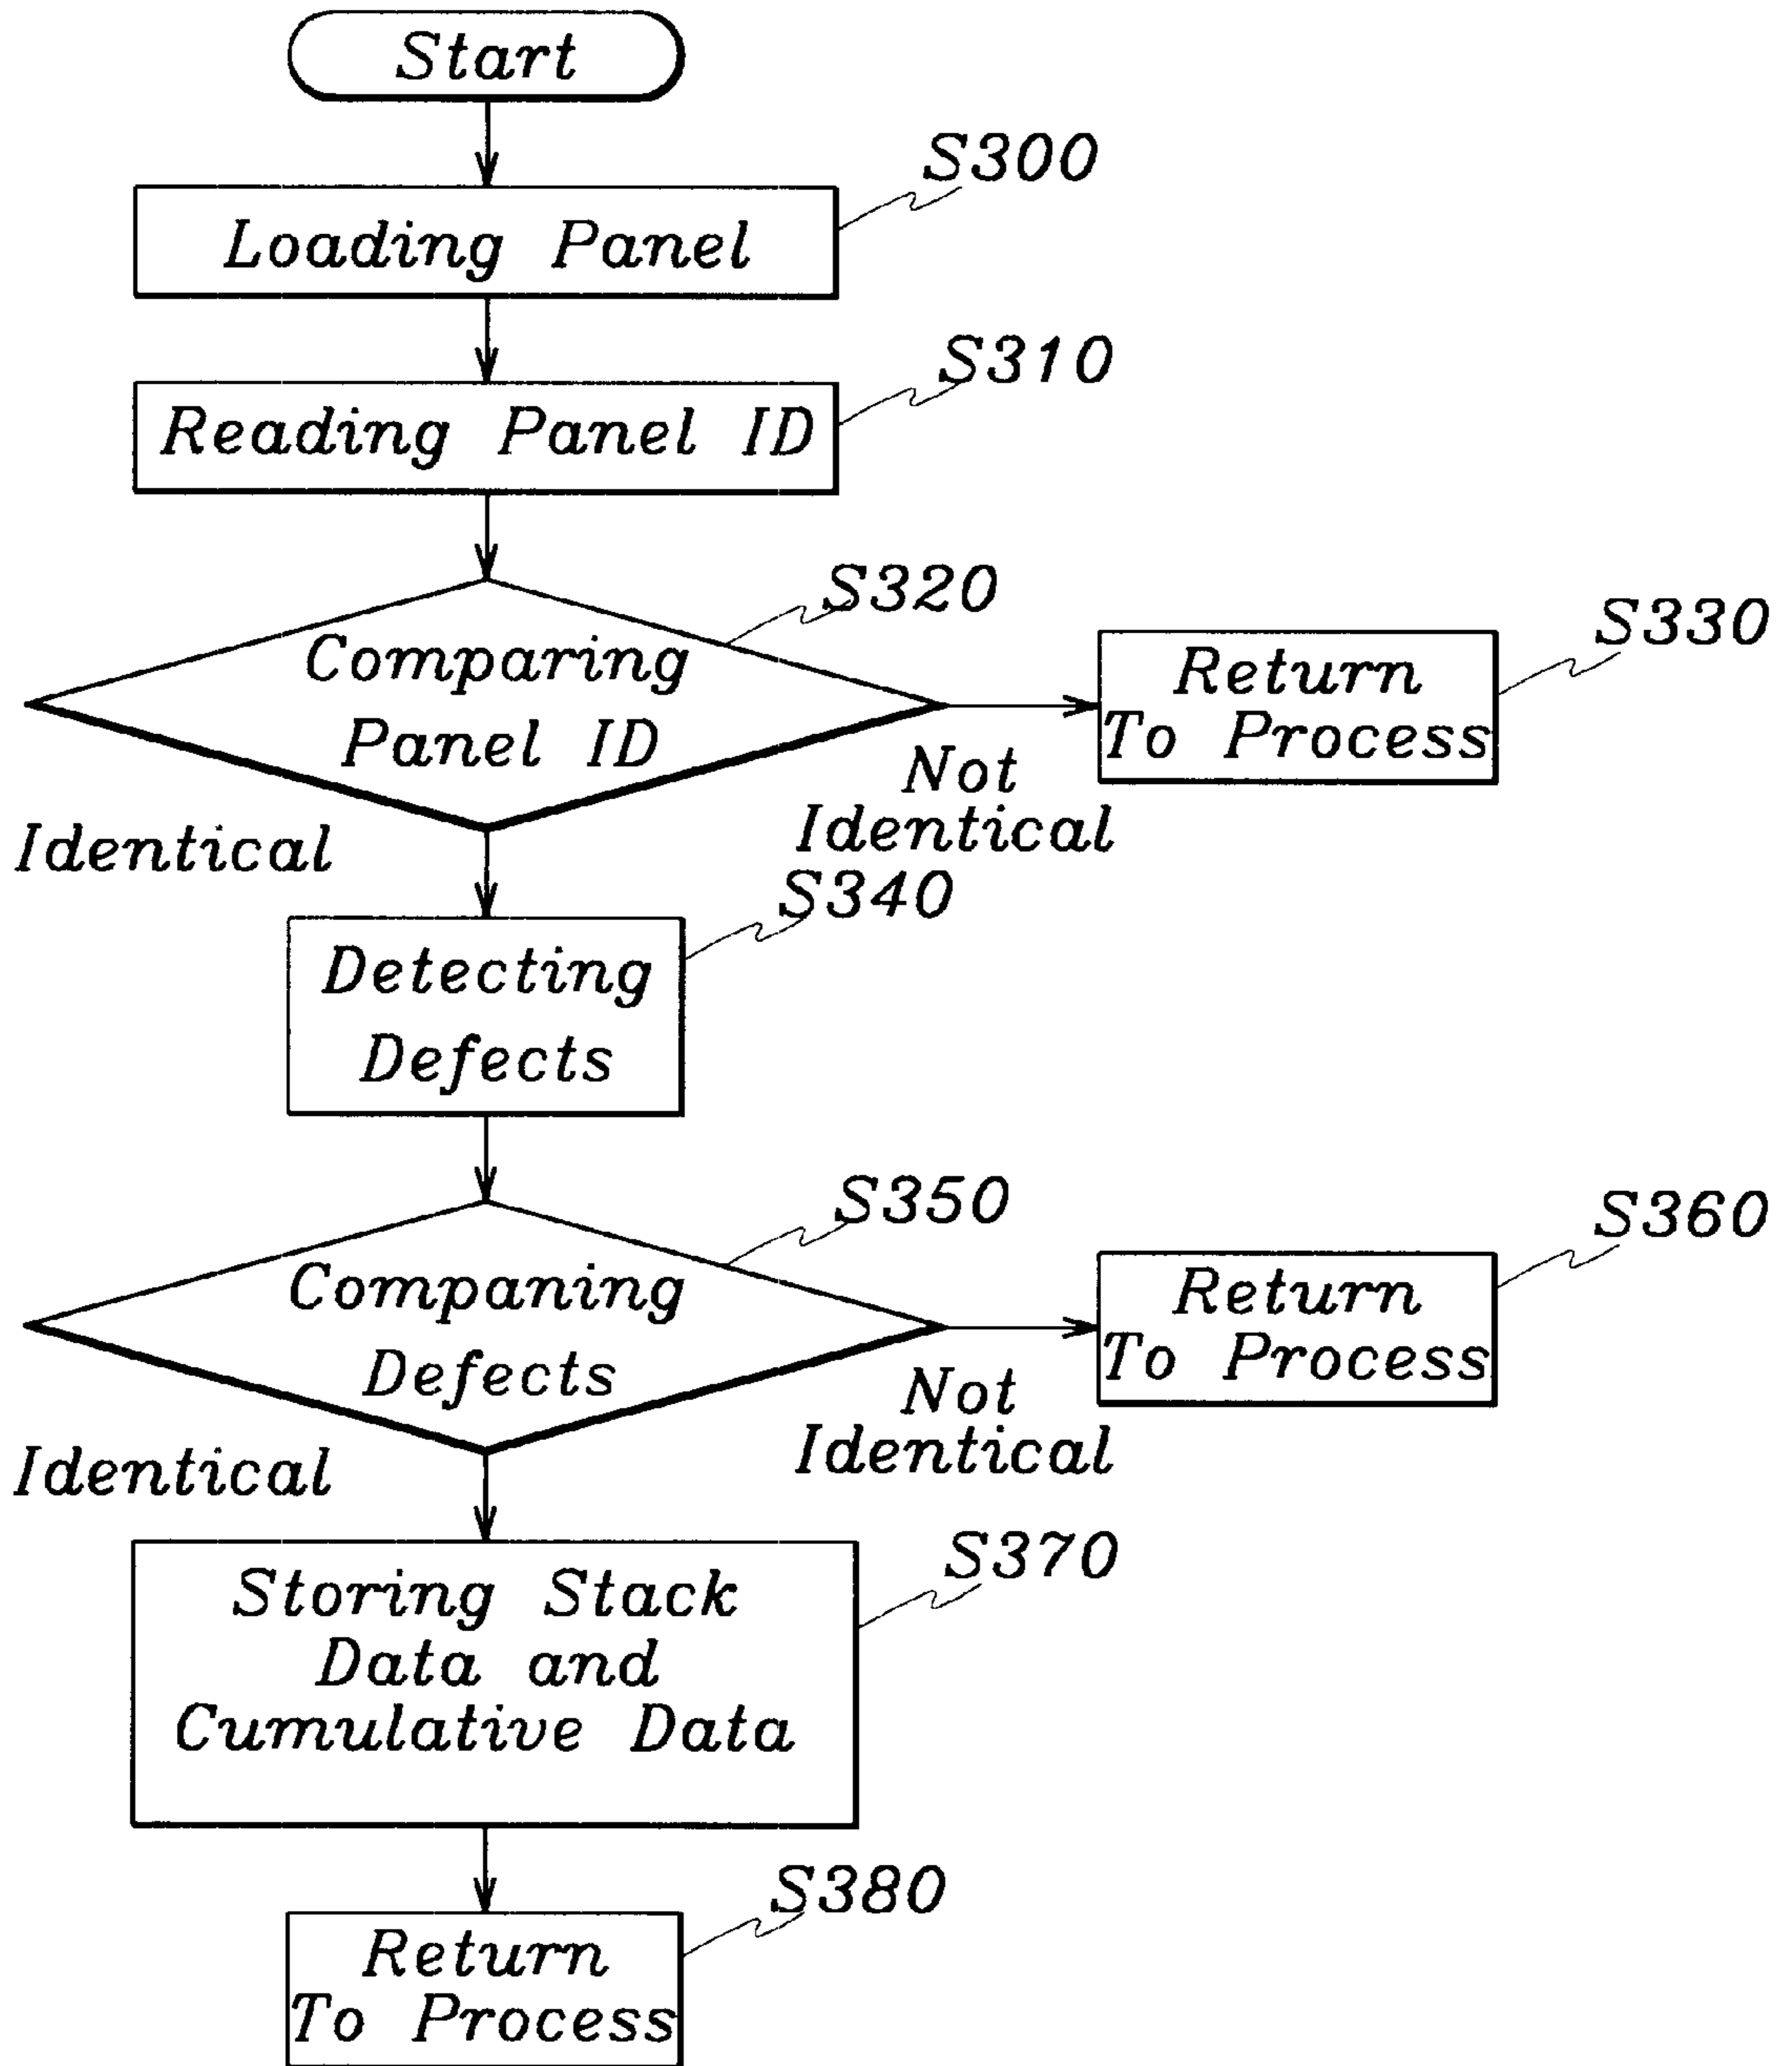 Start
S300
Loading Panel
S310
Reading Panel ID
S320
Comparing
Panel ID
S330
Return
To Process
Not
Identical
Identical
S340
Detecting
Defects
S350
Companing
Defects
S360
Return
To Process
Not
Identical
Identical
S370
Storing Stack
Data and
Cumulative Data
S380
Return
To Process